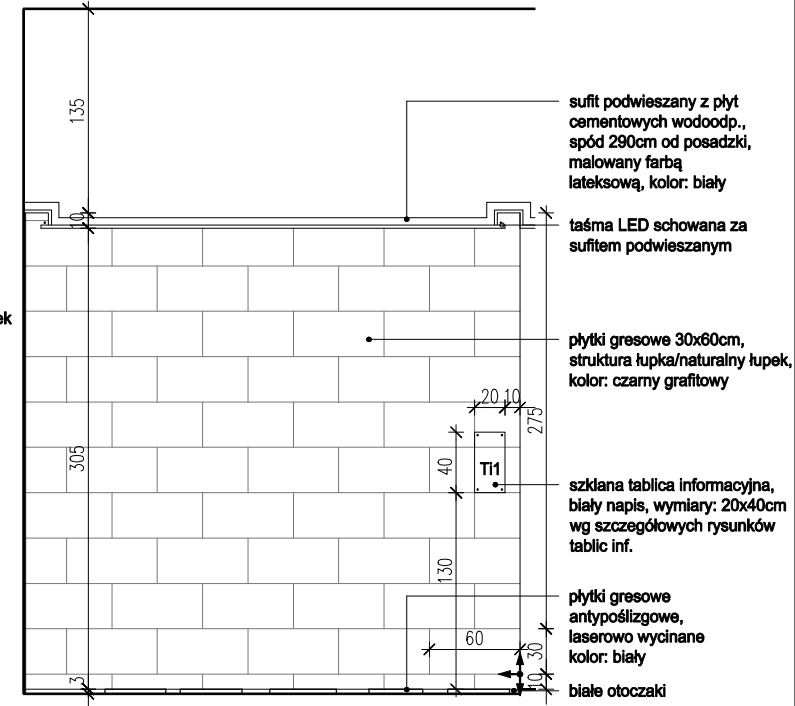 135
sufit podwieszany z płyt
cementowych wodoodp.,
spód 290cm od posadzki,
malowany farbą
lateksową, kolor: biały
10
taśma LED schowana za
sufitem podwieszanym
ek
płytki gresowe 30x60cm,
struktura łupka/naturalny łupek,
kolor: czarny grafitowy
20 10
275
305
40
Ti1
szklana tablica informacyjna,
biały napis, wymiary: 20x40cm
wg szczegółowych rysunków
tablic inf.
130
płytki gresowe
antypoślizgowe,
laserowo wycinane
kolor: biały
60
30
3
10
białe otoczaki